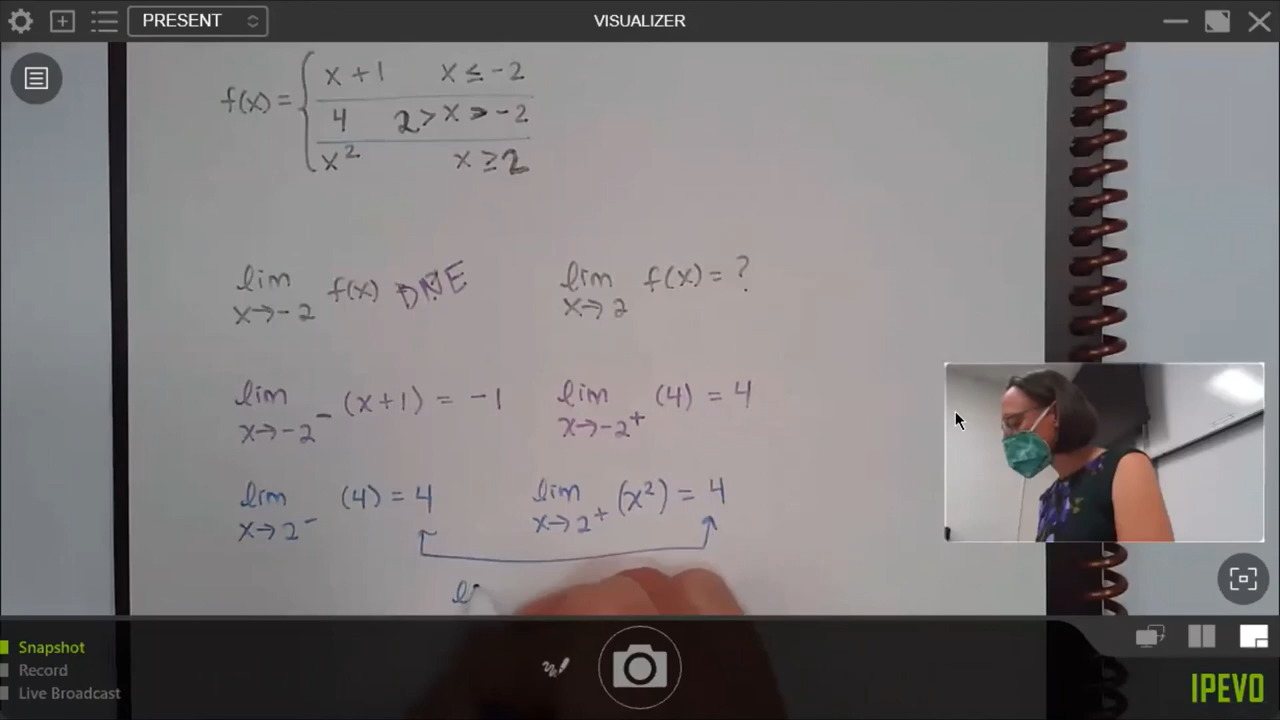 PRESENT
VISUALIZER
f(x) = { x + 1 x ≤ -2
4 2 > x > -2
x² x ≥ 2
lim x→-2 f(x) DNE
lim x→2 f(x) = ?
lim x→-2⁻ (x+1) = -1
lim x→-2⁺ (4) = 4
lim x→2⁻ (4) = 4
lim x→2⁺ (x²) = 4
Snapshot
Record
Live Broadcast
IPEVO